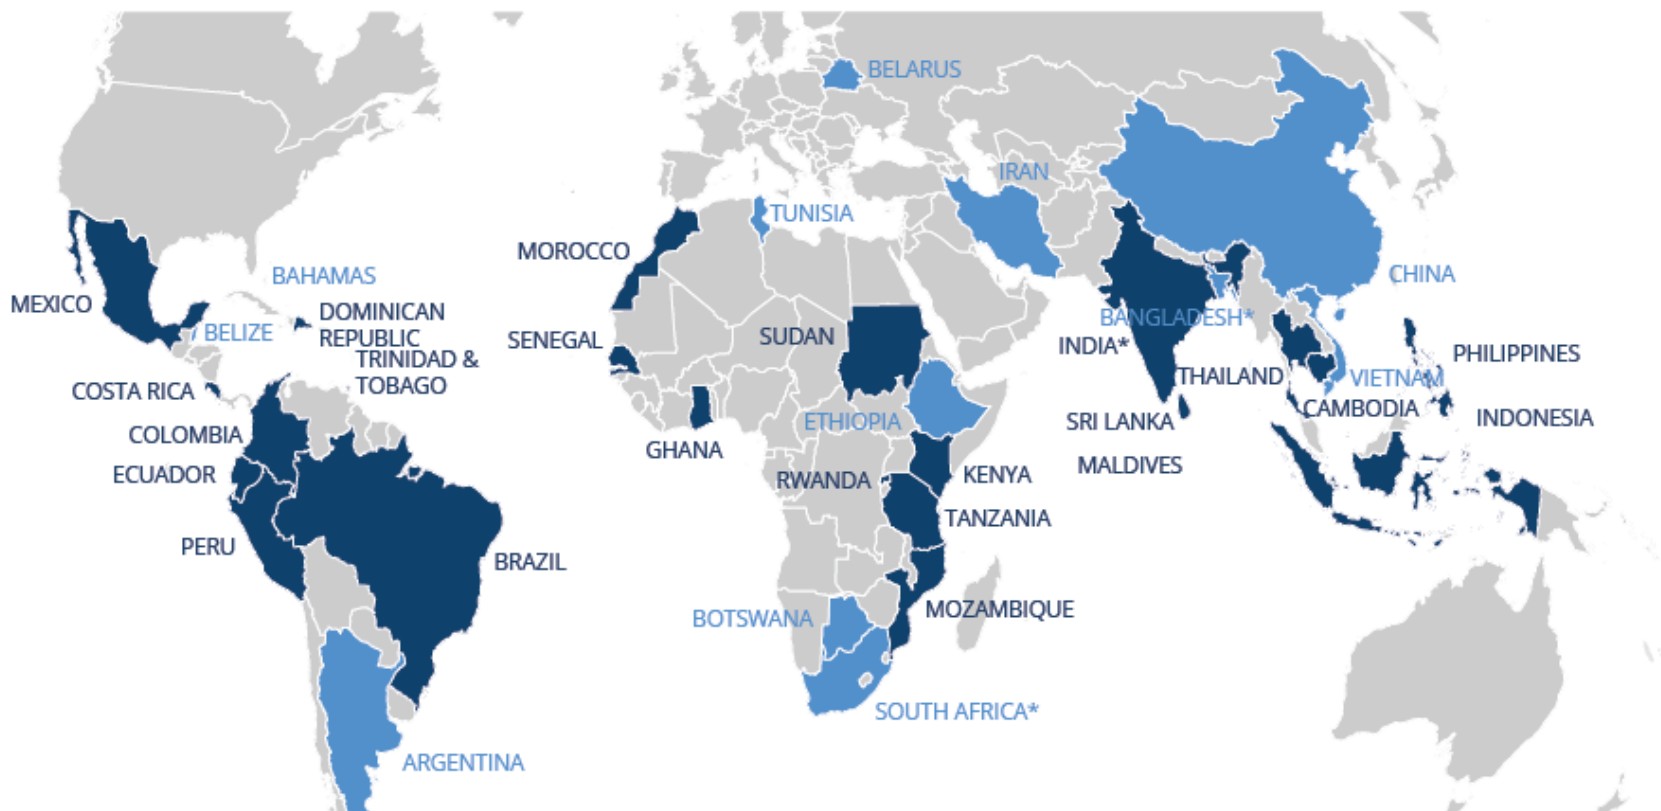 BELARUS
IRAN
TUNISIA
MOROCCO
BAHAMAS
CHINA
MEXICO
DOMINICAN
REPUBLIC
BELIZE
BANGLADESH*
SENEGAL
SUDAN
INDIA*
TRINIDAD &
TOBAGO
PHILIPPINES
COSTA RICA
THAILAND
VIETNAM
CAMBODIA
INDONESIA
ETHIOPIA
SRI LANKA
COLOMBIA
GHANA
MALDIVES
ECUADOR
RWANDA
KENYA
TANZANIA
PERU
BRAZIL
MOZAMBIQUE
BOTSWANA
SOUTH AFRICA*
ARGENTINA